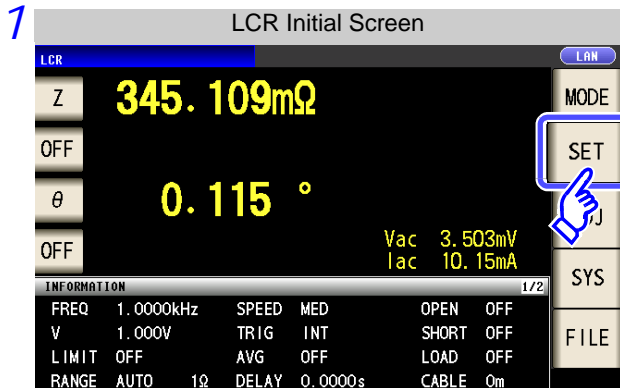 1
LCR Initial Screen
LCR
LAN
Z 345.109mΩ
MODE
OFF
SET
θ 0.115 °
OFF
Vac 3.503mV
Iac 10.15mA
SYS
INFORMATION 1/2
FREQ 1.0000kHz SPEED MED OPEN OFF
V 1.000V TRIG INT SHORT OFF
FILE
LIMIT OFF AVG OFF LOAD OFF
RANGE AUTO 1Ω DELAY 0.0000s CABLE 0m